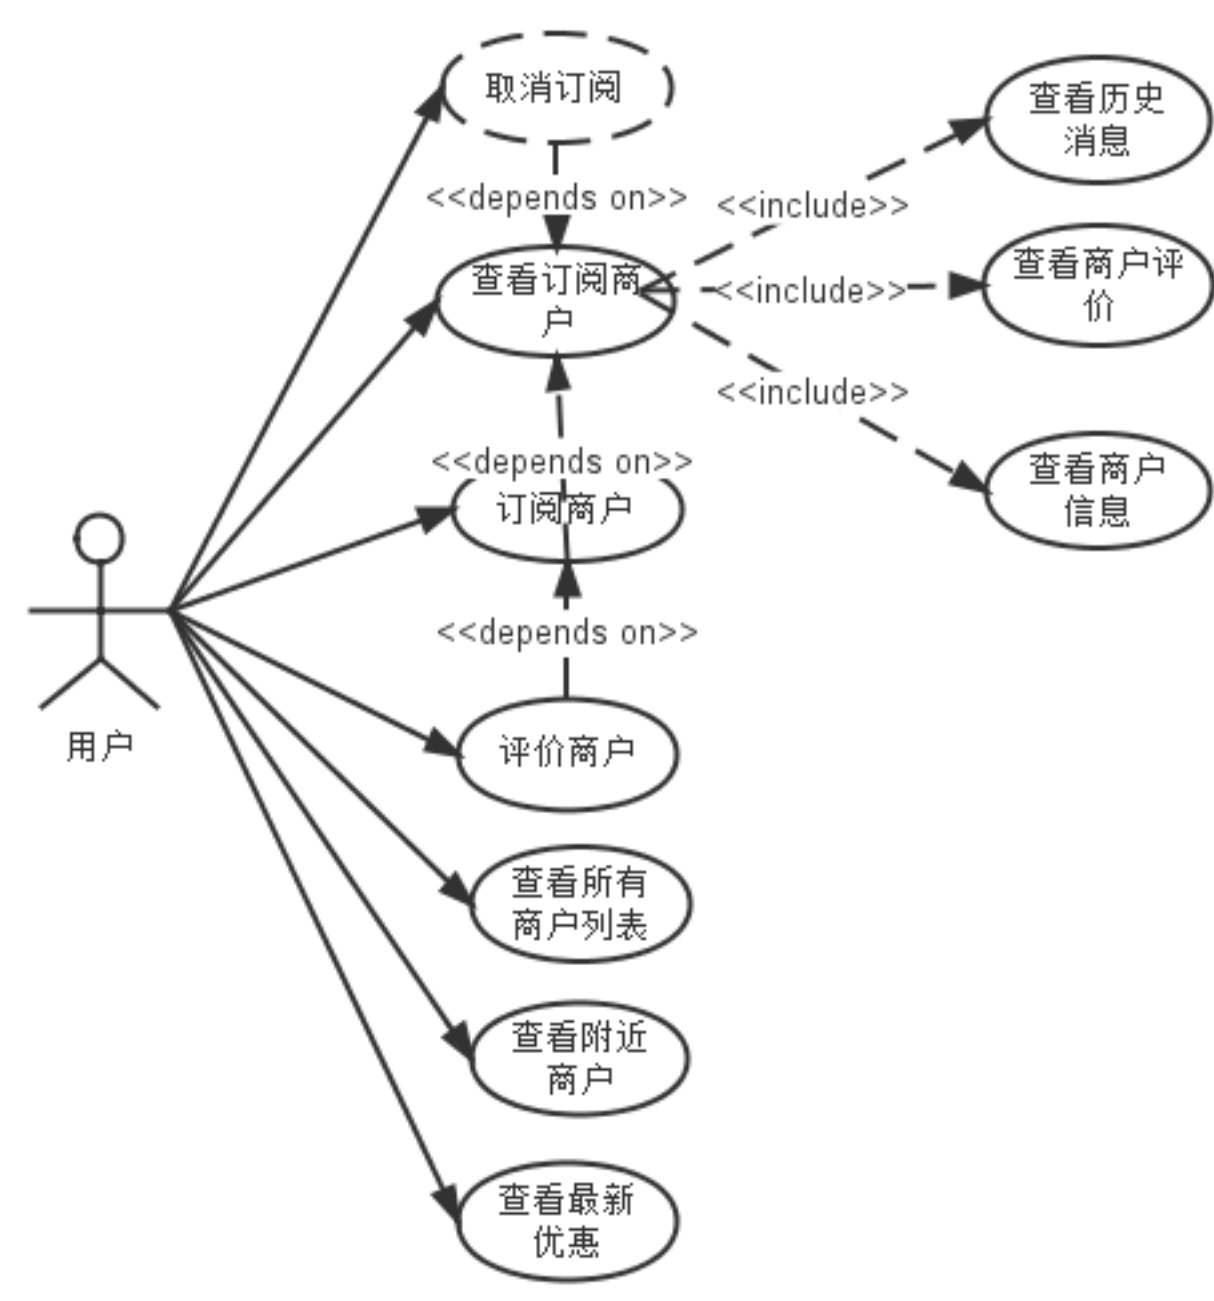 取消订阅
<<depends on>>
查看订阅商
户
<<include>>
查看历史
消息
<<include>>
查看商户评
价
<<include>>
查看商户
信息
<<depends on>>
订阅商户
<<depends on>>
用户
评价商户
查看所有
商户列表
查看附近
商户
查看最新
优惠